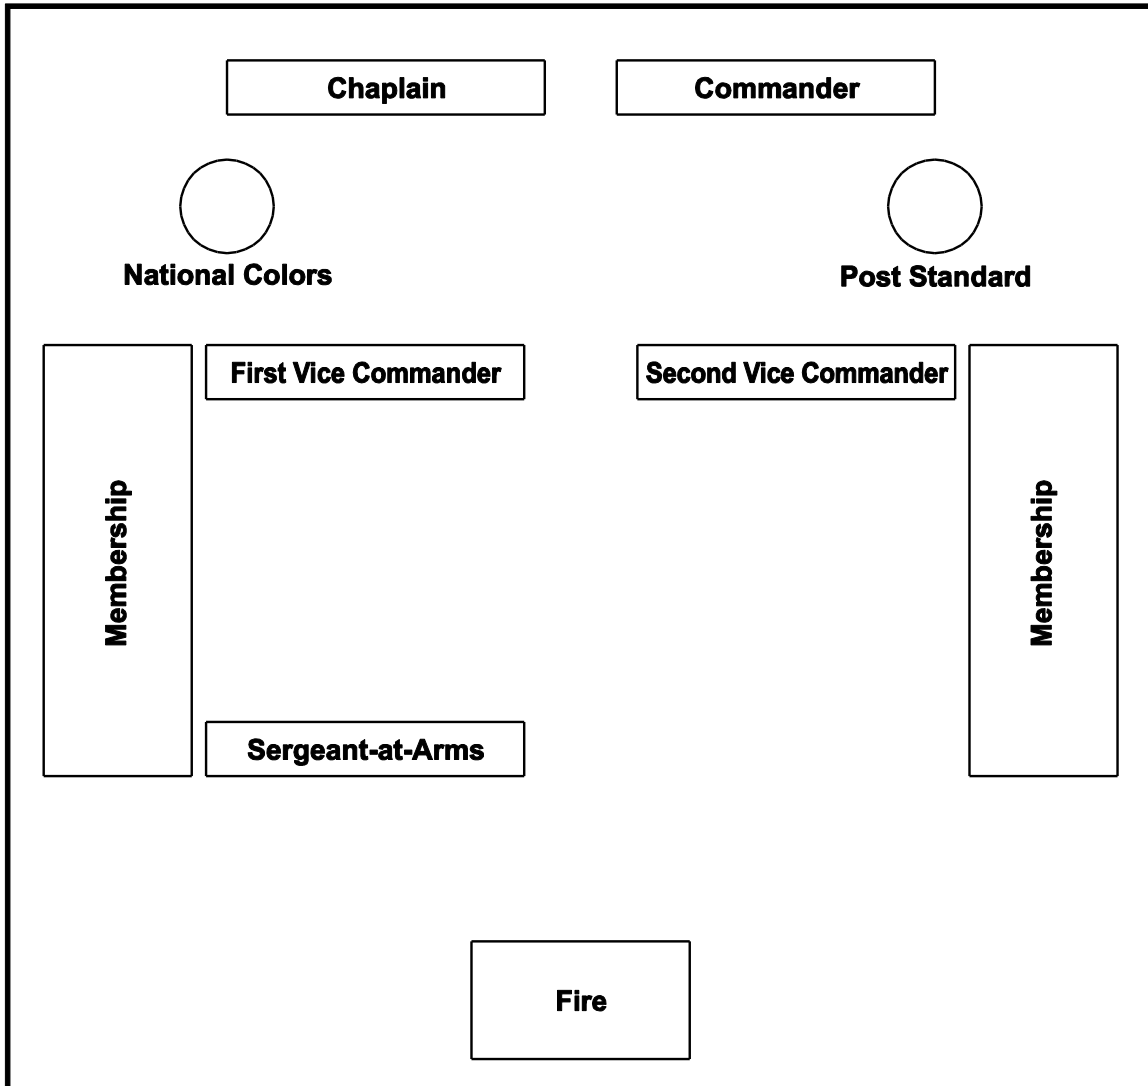 Chaplain
Commander
National Colors
Post Standard
First Vice Commander
Second Vice Commander
Membership
Membership
Sergeant-at-Arms
Fire